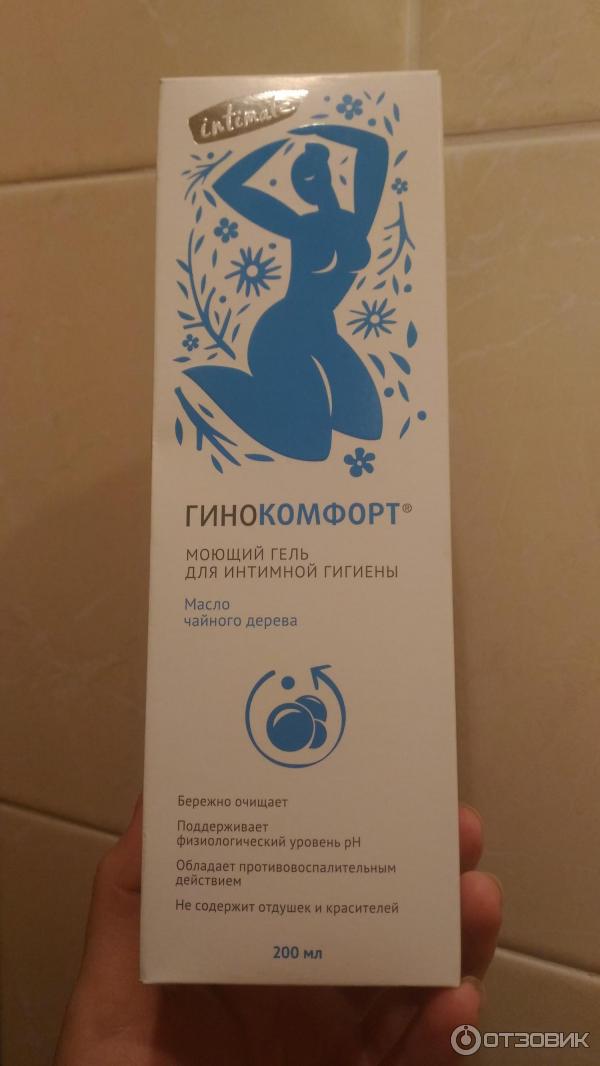 intimate
ГИНОКОМФОРТ®
МОЮЩИЙ ГЕЛЬ
ДЛЯ ИНТИМНОЙ ГИГИЕНЫ
Масло
чайного дерева
Бережно очищает
Поддерживает
физиологический уровень pH
Обладает противовоспалительным
действием
Не содержит отдушек и красителей
200 мл
ОТЗОВИК